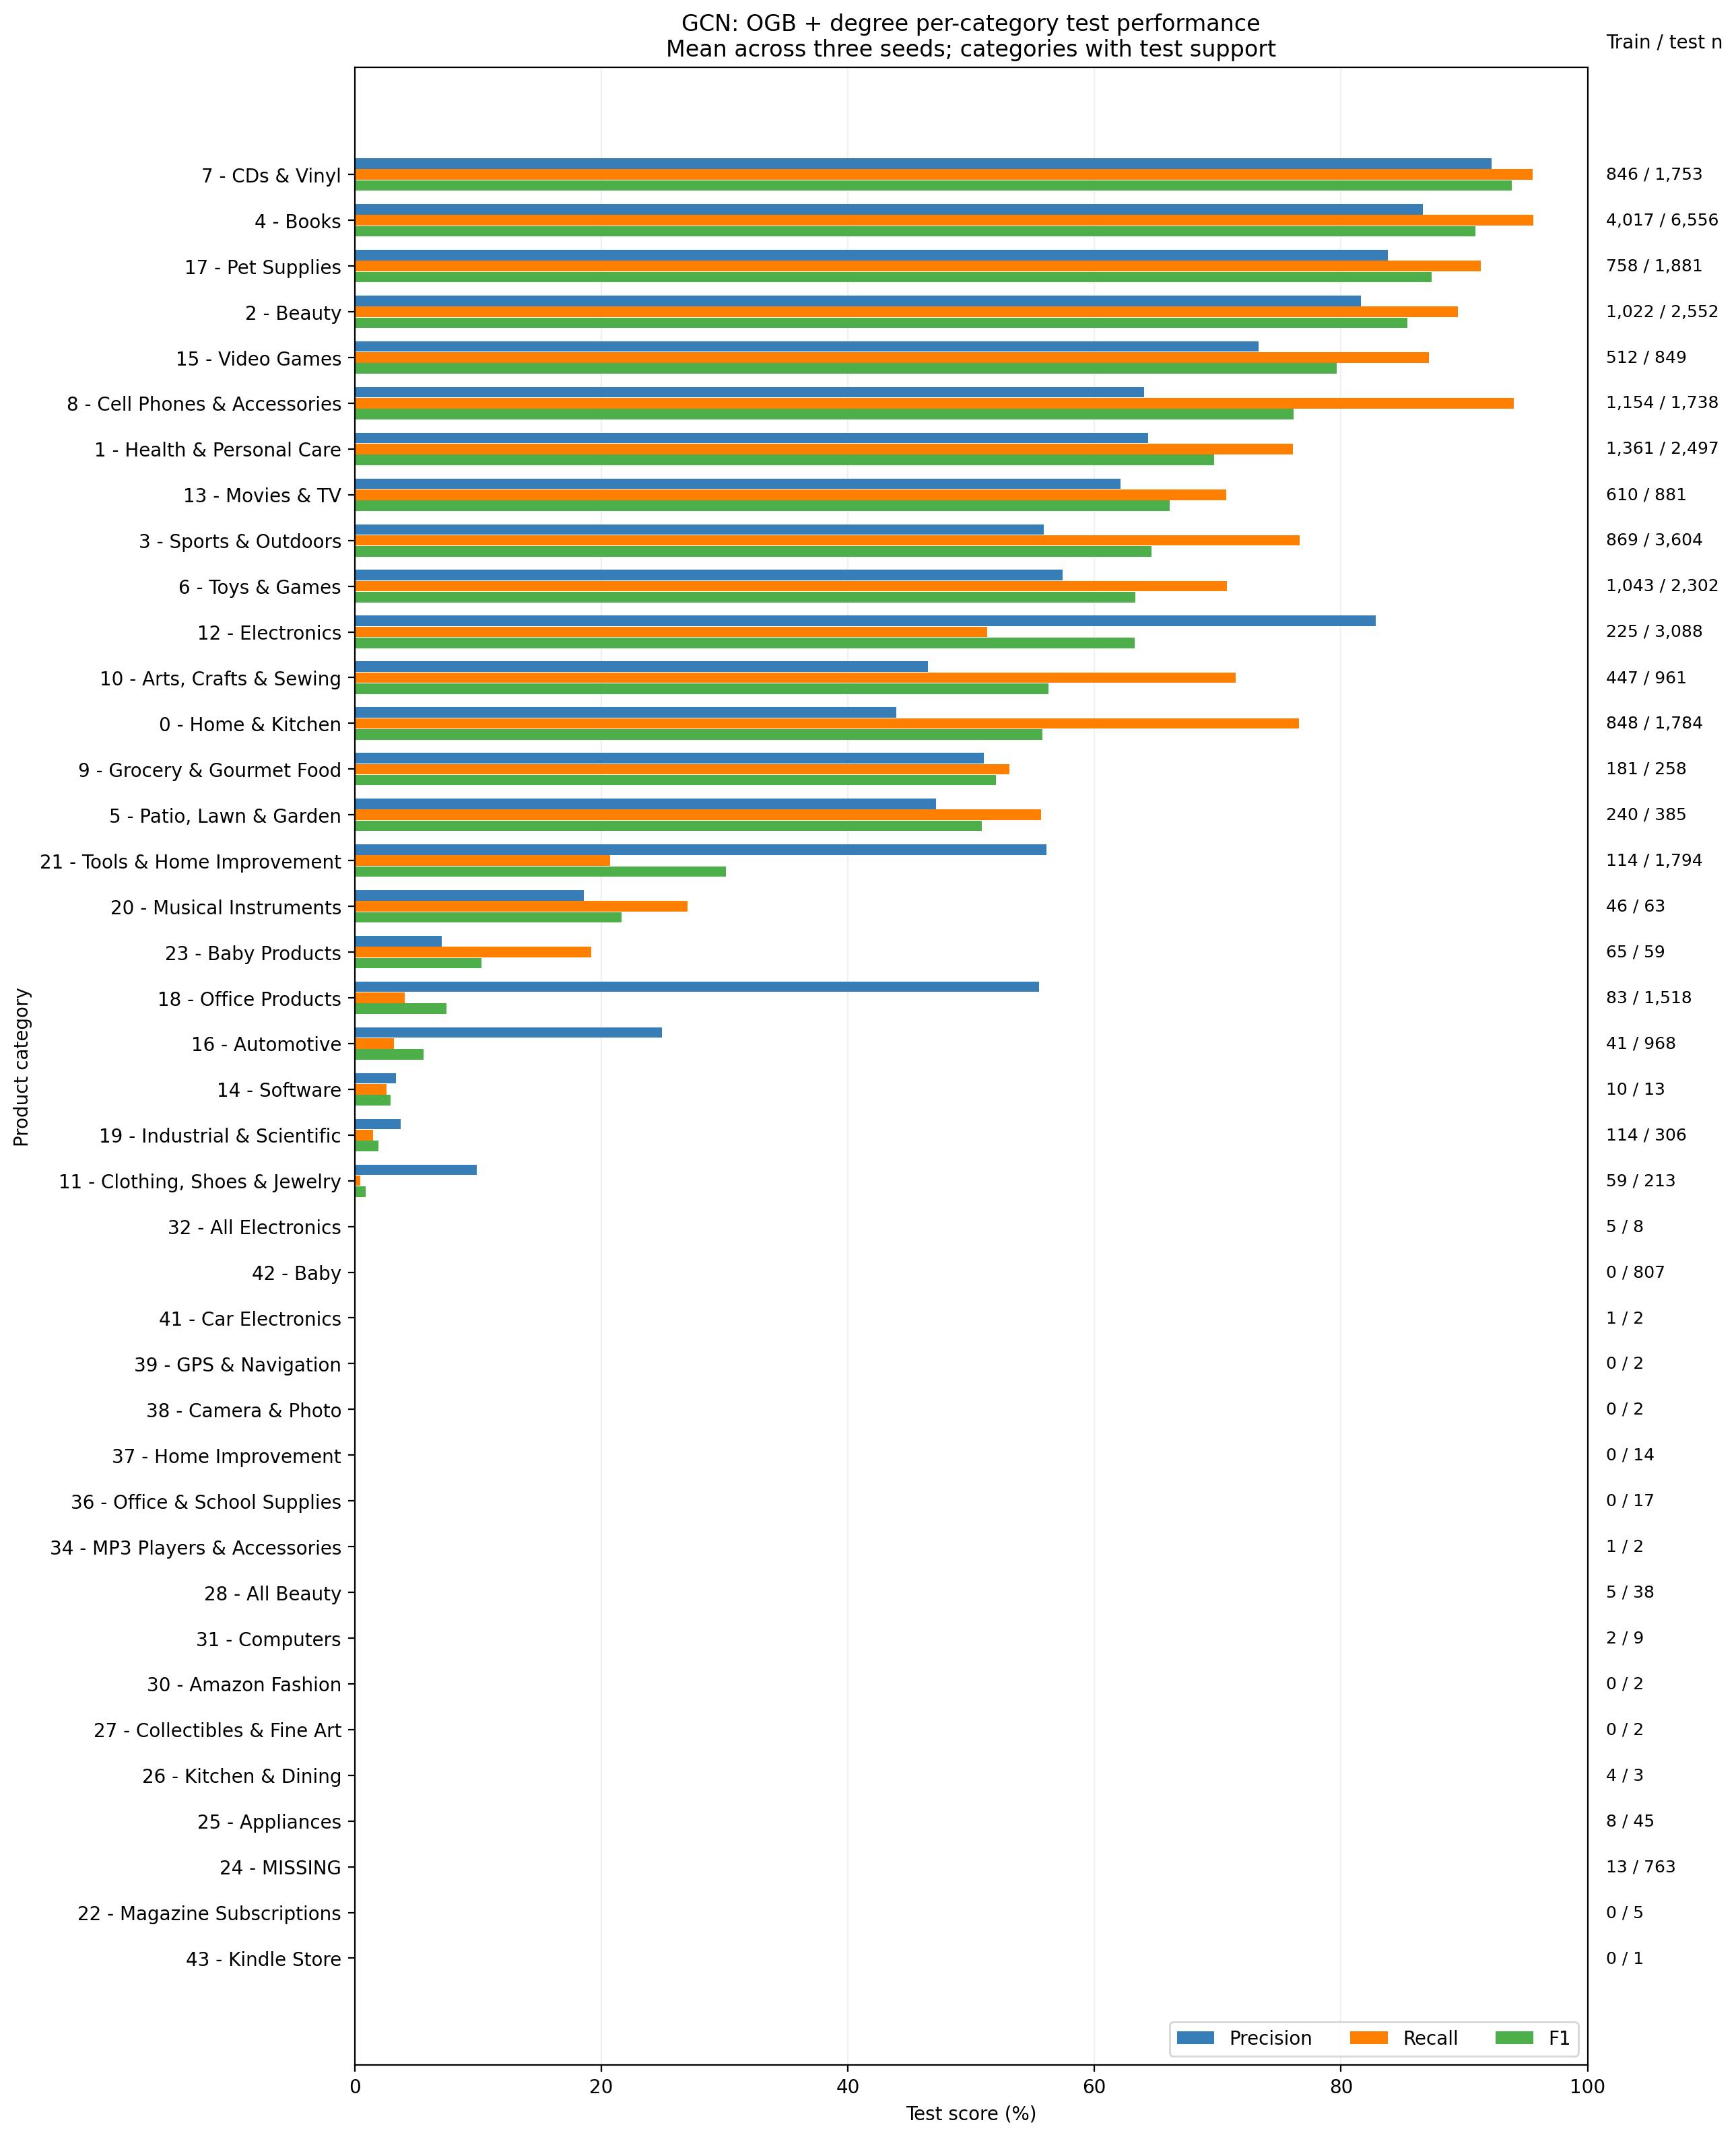 GCN: OGB + degree per-category test performance
Mean across three seeds; categories with test support
Train / test n
7 - CDs & Vinyl 846 / 1,753
4 - Books 4,017 / 6,556
17 - Pet Supplies 758 / 1,881
2 - Beauty 1,022 / 2,552
15 - Video Games 512 / 849
8 - Cell Phones & Accessories 1,154 / 1,738
1 - Health & Personal Care 1,361 / 2,497
13 - Movies & TV 610 / 881
3 - Sports & Outdoors 869 / 3,604
6 - Toys & Games 1,043 / 2,302
12 - Electronics 225 / 3,088
10 - Arts, Crafts & Sewing 447 / 961
0 - Home & Kitchen 848 / 1,784
9 - Grocery & Gourmet Food 181 / 258
5 - Patio, Lawn & Garden 240 / 385
21 - Tools & Home Improvement 114 / 1,794
20 - Musical Instruments 46 / 63
23 - Baby Products 65 / 59
18 - Office Products 83 / 1,518
16 - Automotive 41 / 968
14 - Software 10 / 13
19 - Industrial & Scientific 114 / 306
11 - Clothing, Shoes & Jewelry 59 / 213
32 - All Electronics 5 / 8
42 - Baby 0 / 807
41 - Car Electronics 1 / 2
39 - GPS & Navigation 0 / 2
38 - Camera & Photo 0 / 2
37 - Home Improvement 0 / 14
36 - Office & School Supplies 0 / 17
34 - MP3 Players & Accessories 1 / 2
28 - All Beauty 5 / 38
31 - Computers 2 / 9
30 - Amazon Fashion 0 / 2
27 - Collectibles & Fine Art 0 / 2
26 - Kitchen & Dining 4 / 3
25 - Appliances 8 / 45
24 - MISSING 13 / 763
22 - Magazine Subscriptions 0 / 5
43 - Kindle Store 0 / 1
Product category
Precision Recall F1
0 20 40 60 80 100
Test score (%)